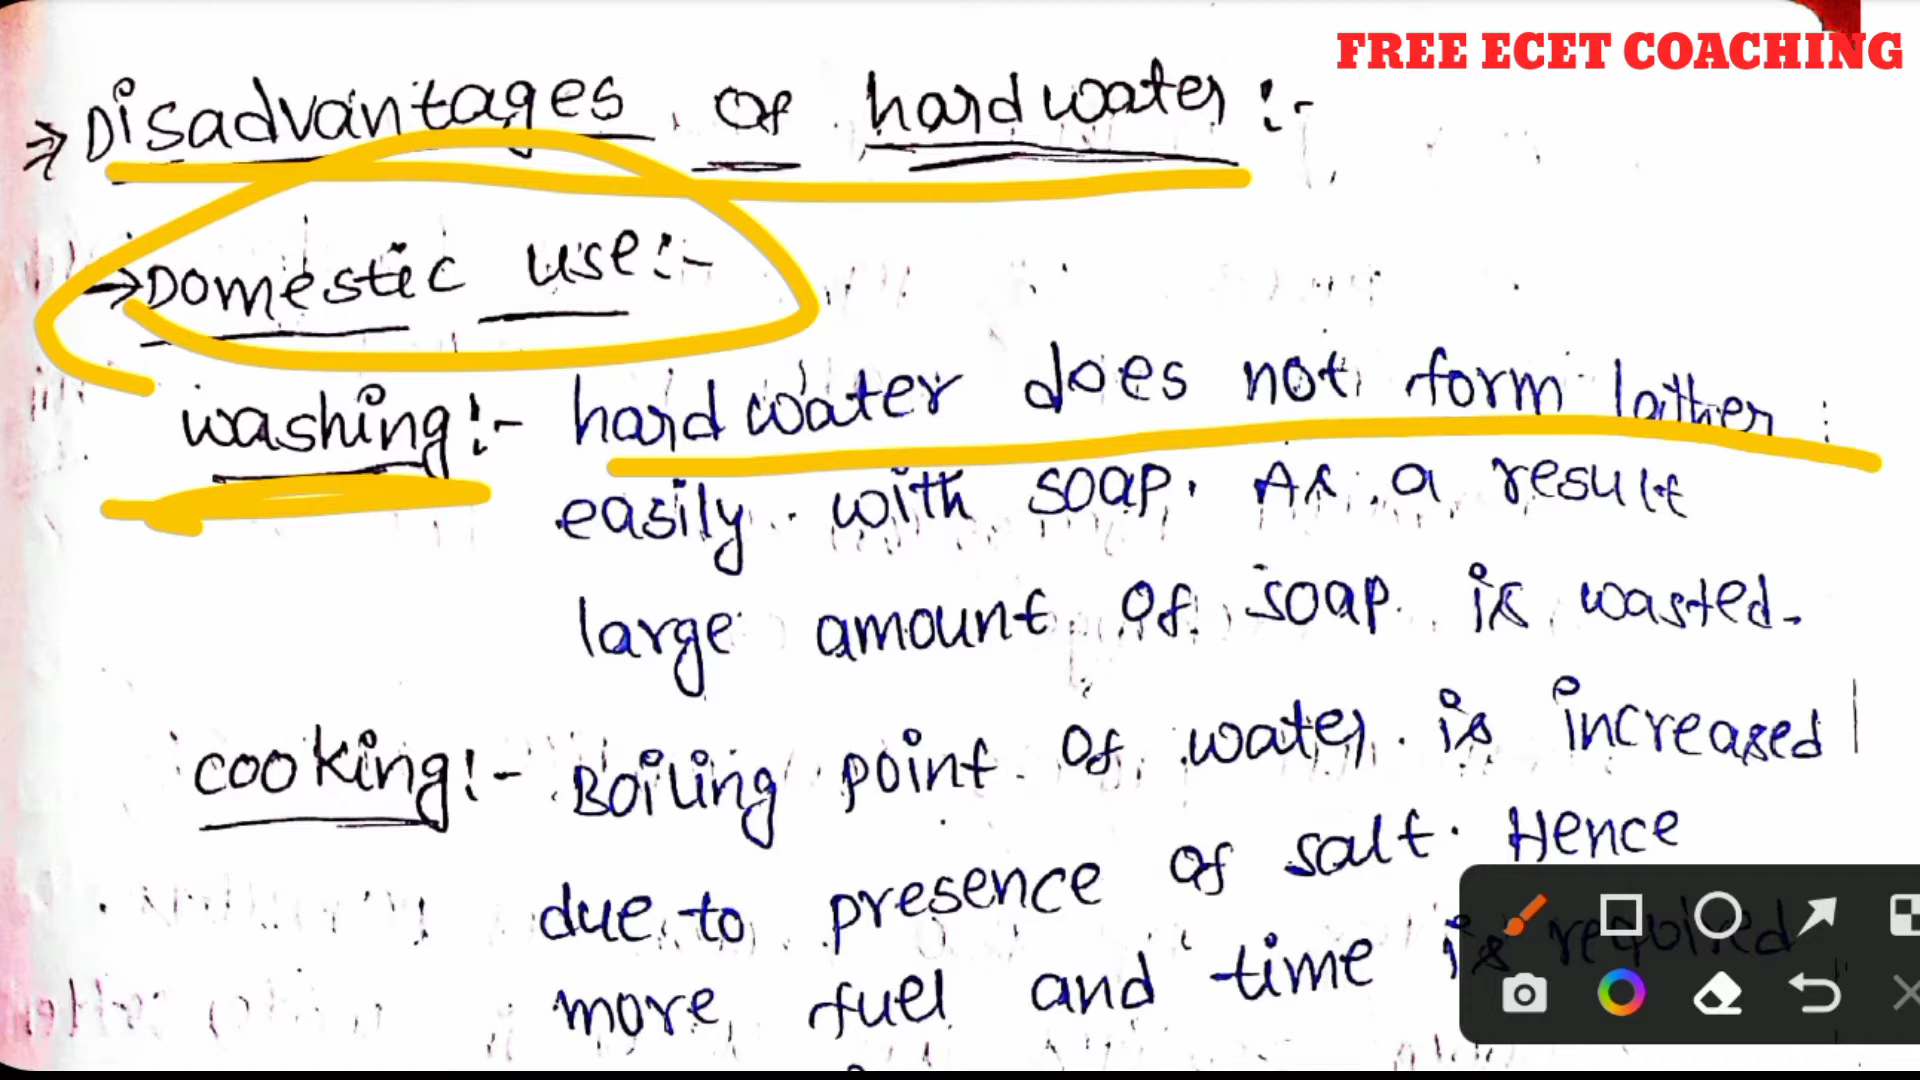 FREE ECET COACHING
⇒ Disadvantages of hard water :-
→ Domestic use :-
washing :- hard water does not form lather
easily with soap. As a result
large amount of soap is wasted.
cooking :- Boiling point of water is increased
due to presence of salt. Hence
more fuel and time is required